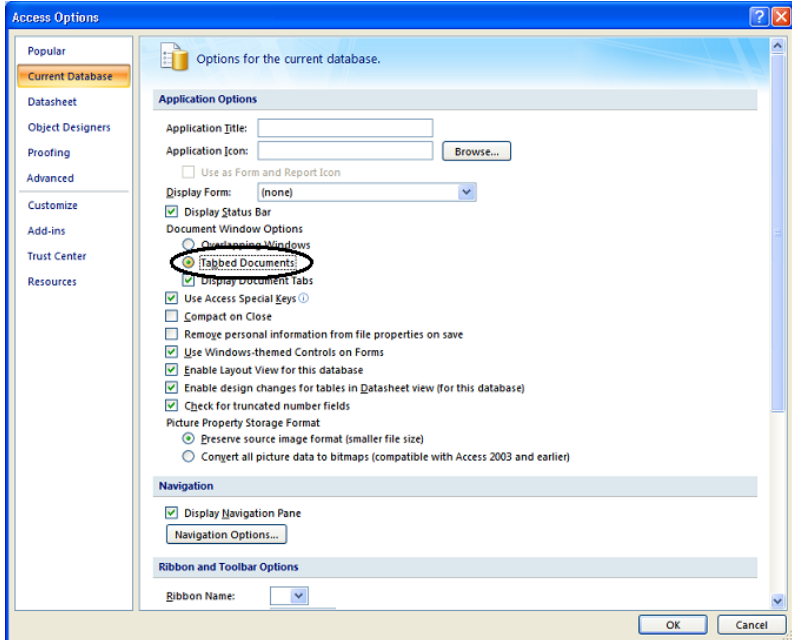 Access Options
Popular
Current Database
Datasheet
Object Designers
Proofing
Advanced
Customize
Add-ins
Trust Center
Resources
Options for the current database.
Application Options
Application Title:
Application Icon:
Browse...
Use as Form and Report Icon
Display Form: (none)
Display Status Bar
Document Window Options
Overlapping Windows
Tabbed Documents
Display Document Tabs
Use Access Special Keys
Compact on Close
Remove personal information from file properties on save
Use Windows-themed Controls on Forms
Enable Layout View for this database
Enable design changes for tables in Datasheet view (for this database)
Check for truncated number fields
Picture Property Storage Format
Preserve source image format (smaller file size)
Convert all picture data to bitmaps (compatible with Access 2003 and earlier)
Navigation
Display Navigation Pane
Navigation Options...
Ribbon and Toolbar Options
Ribbon Name:
OK
Cancel